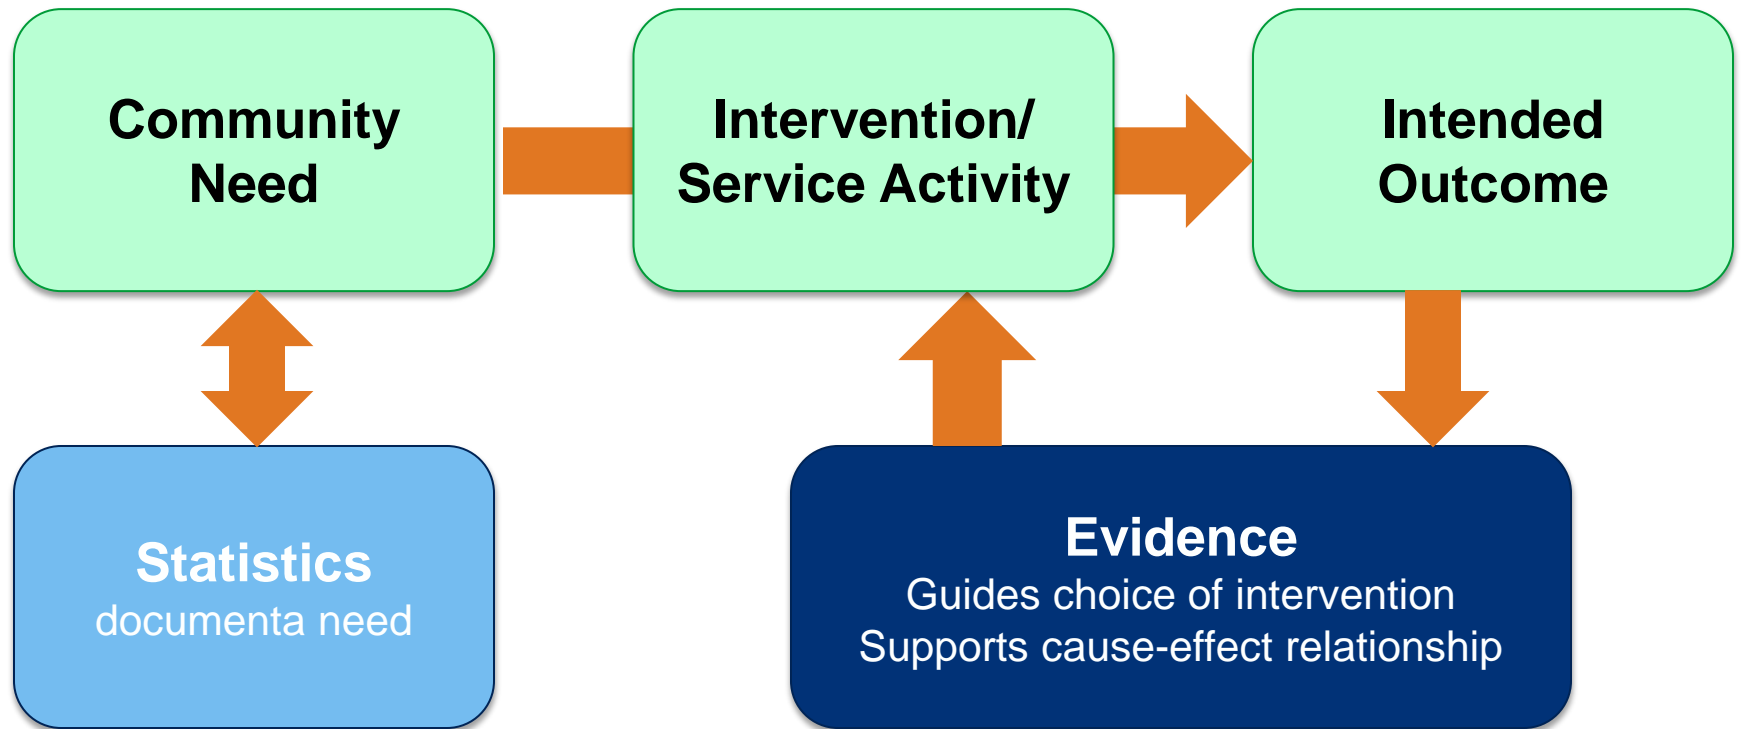 Community
Need
Intervention/
Service Activity
Intended
Outcome
Statistics
documenta need
Evidence
Guides choice of intervention
Supports cause-effect relationship